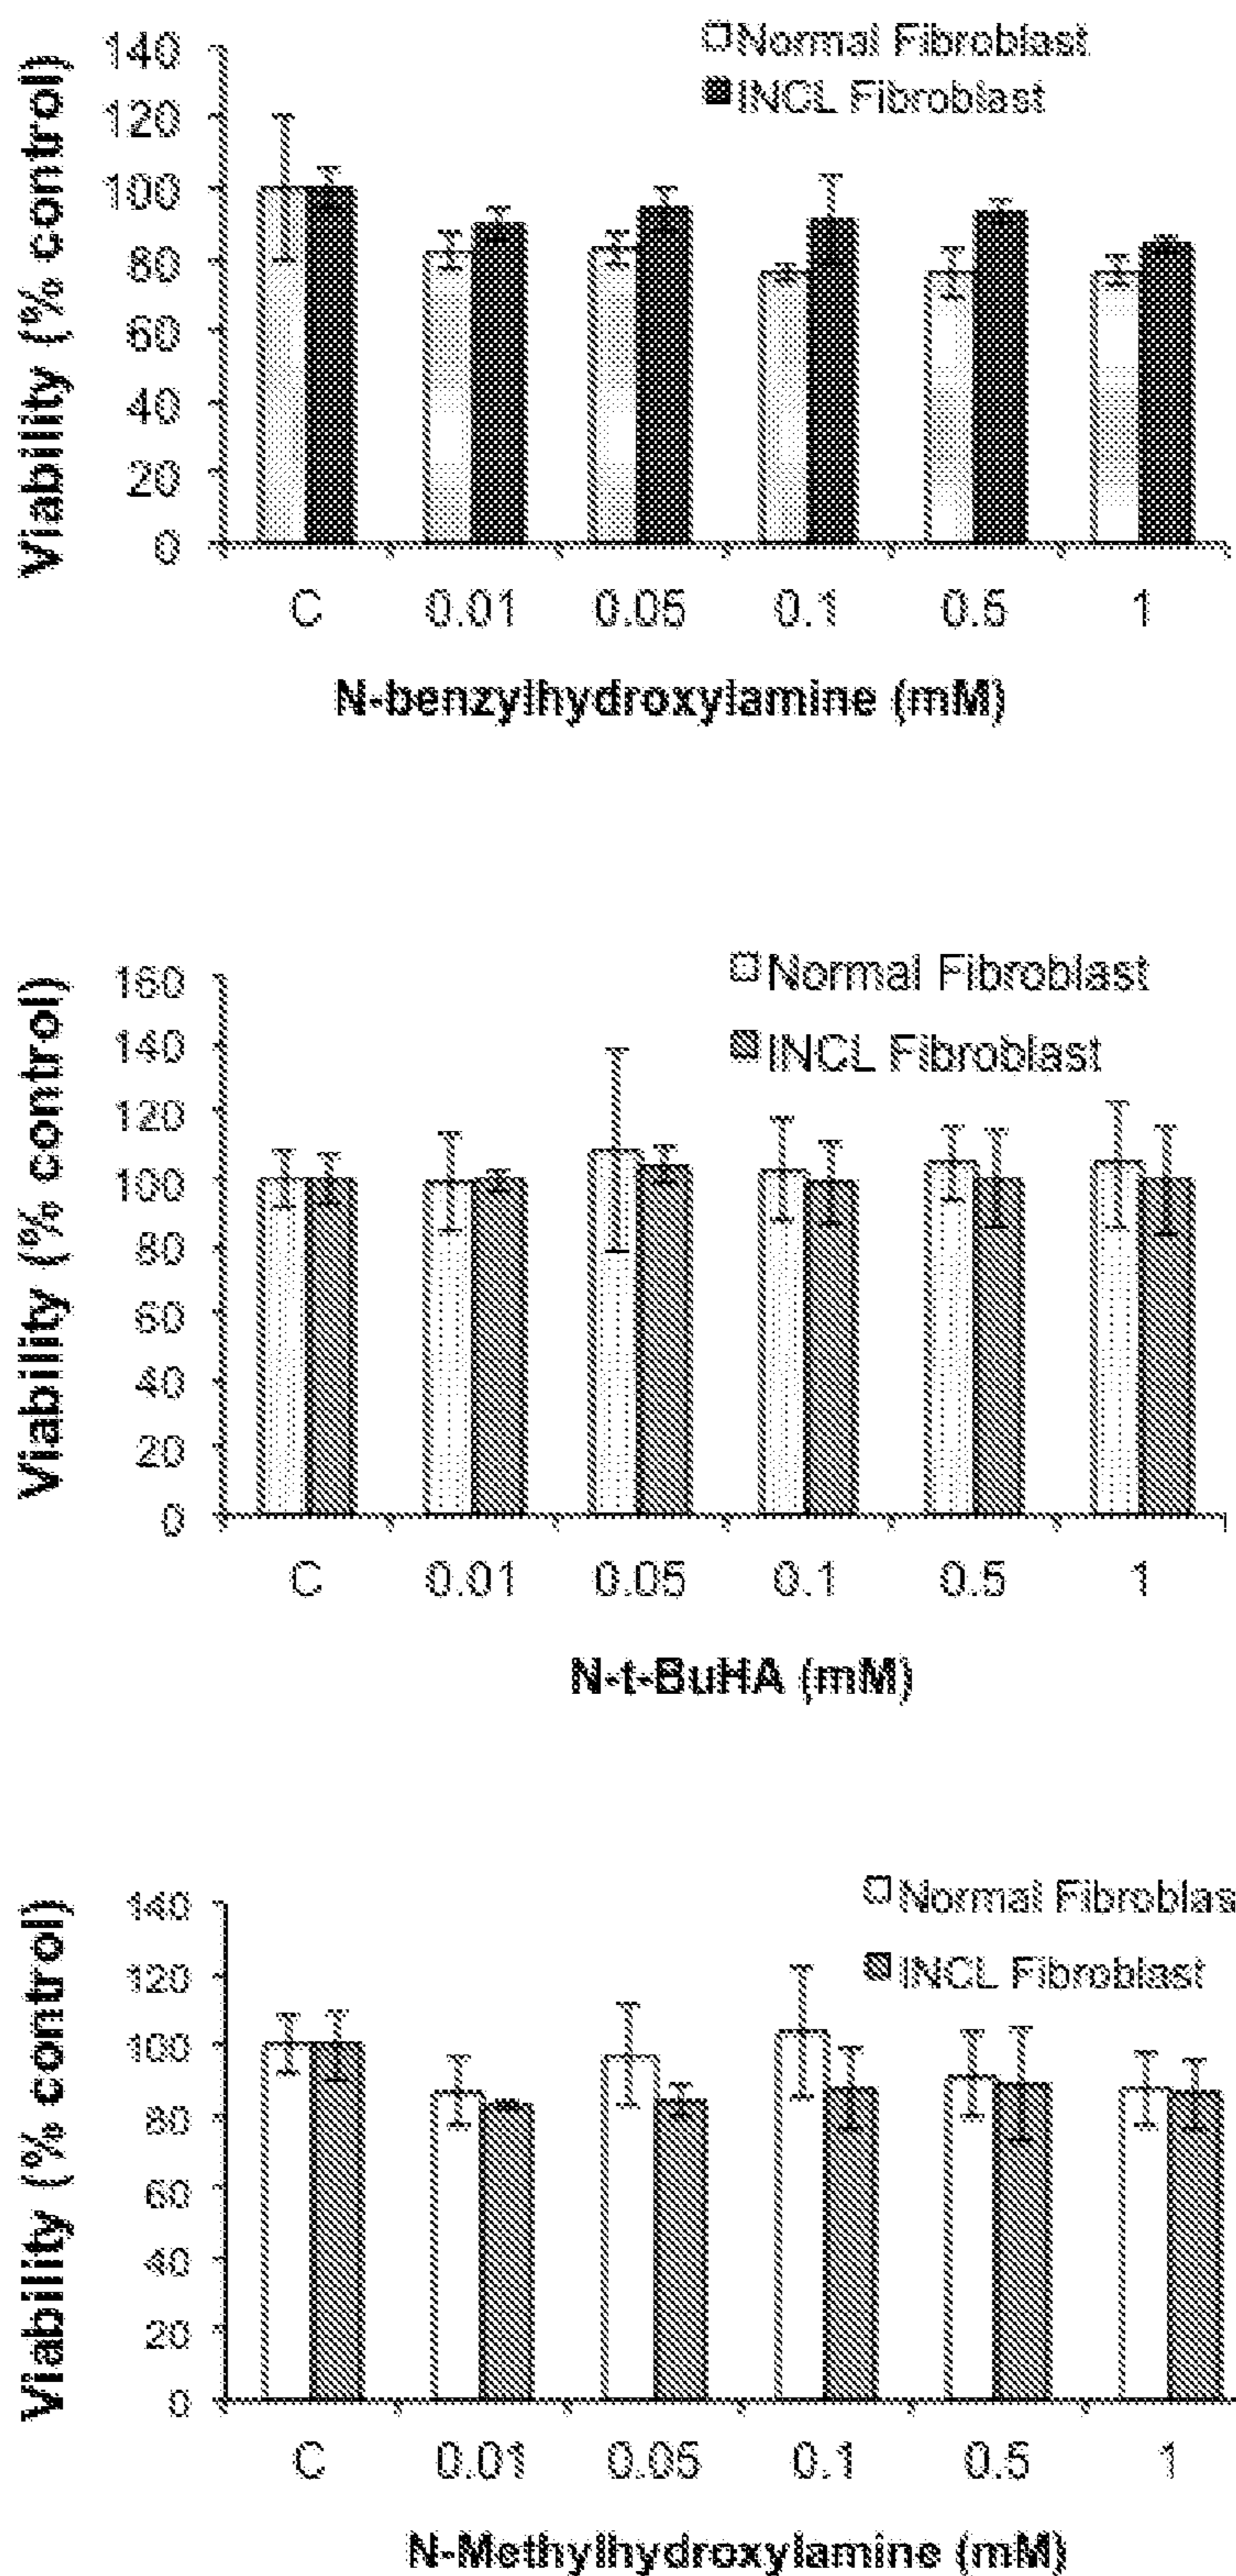 Normal Fibroblast
INCL Fibroblast
Viability (% control)
140
120
100
80
60
40
20
0
C 0.01 0.05 0.1 0.5 1
N-benzylhydroxylamine (mM)
Normal Fibroblast
INCL Fibroblast
Viability (% control)
160
140
120
100
80
60
40
20
0
C 0.01 0.05 0.1 0.5 1
N-t-BuHA (mM)
Normal Fibroblas
INCL Fibroblast
Viability (% control)
140
120
100
80
60
40
20
0
C 0.01 0.05 0.1 0.5 1
N-Methylhydroxylamine (mM)